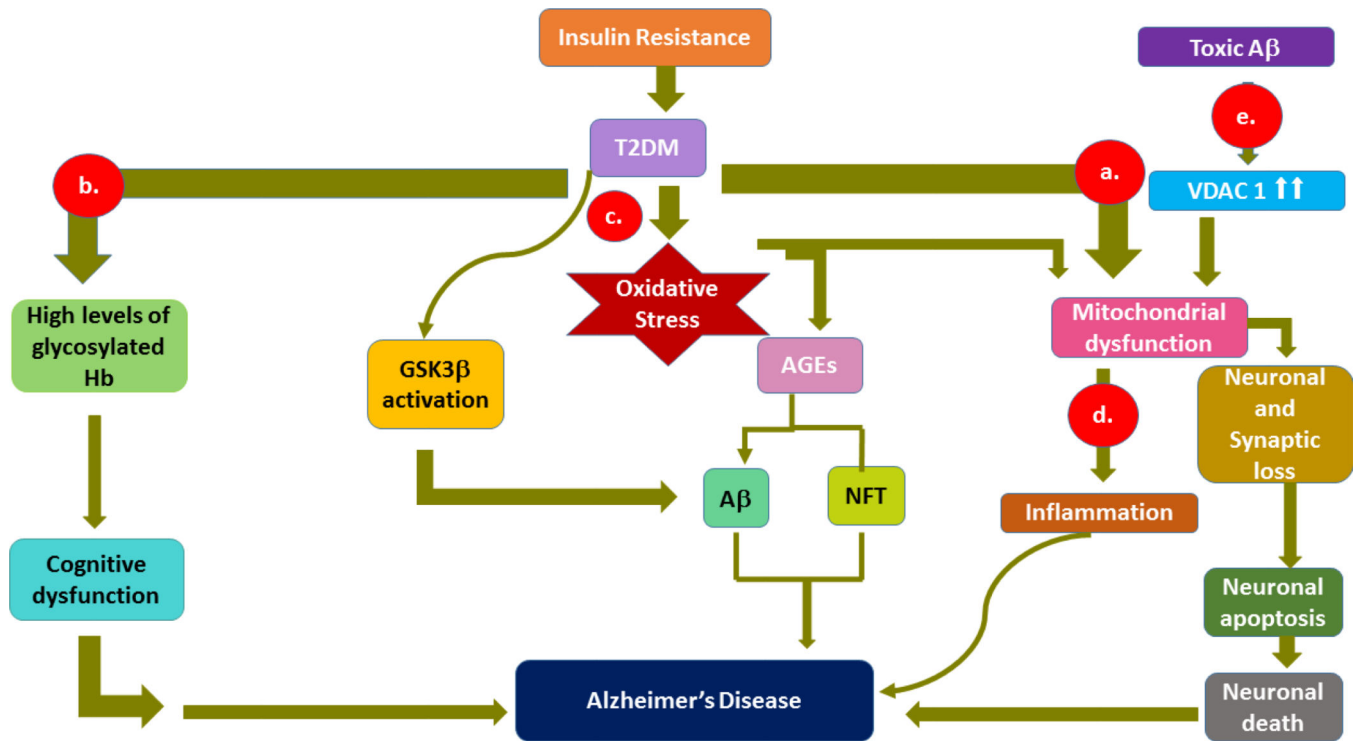 Insulin Resistance
Toxic Aβ
e.
T2DM
b.
a.
VDAC 1 ⬆⬆
c.
Oxidative
Stress
High levels of
glycosylated
Hb
Mitochondrial
dysfunction
GSK3β
activation
AGEs
Neuronal
and
Synaptic
loss
d.
Aβ
NFT
Inflammation
Cognitive
dysfunction
Neuronal
apoptosis
Alzheimer's Disease
Neuronal
death